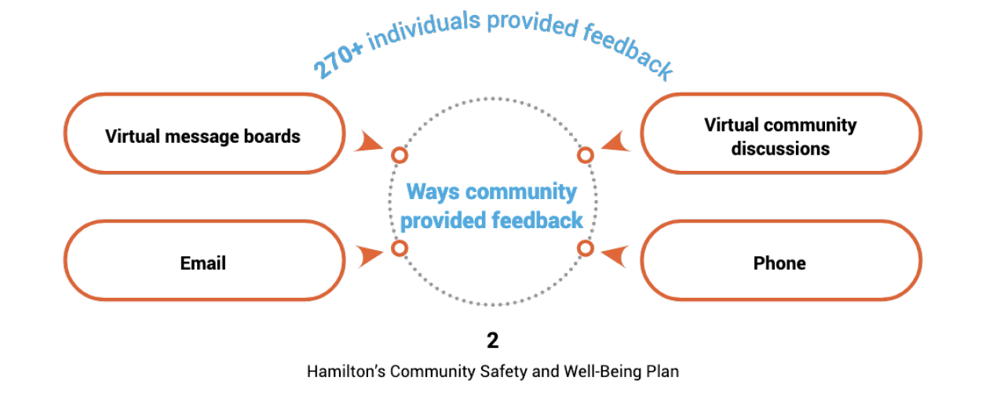 270+ individuals provided feedback
Virtual message boards
Virtual community
discussions
Ways community
provided feedback
Email
Phone
2
Hamilton’s Community Safety and Well-Being Plan